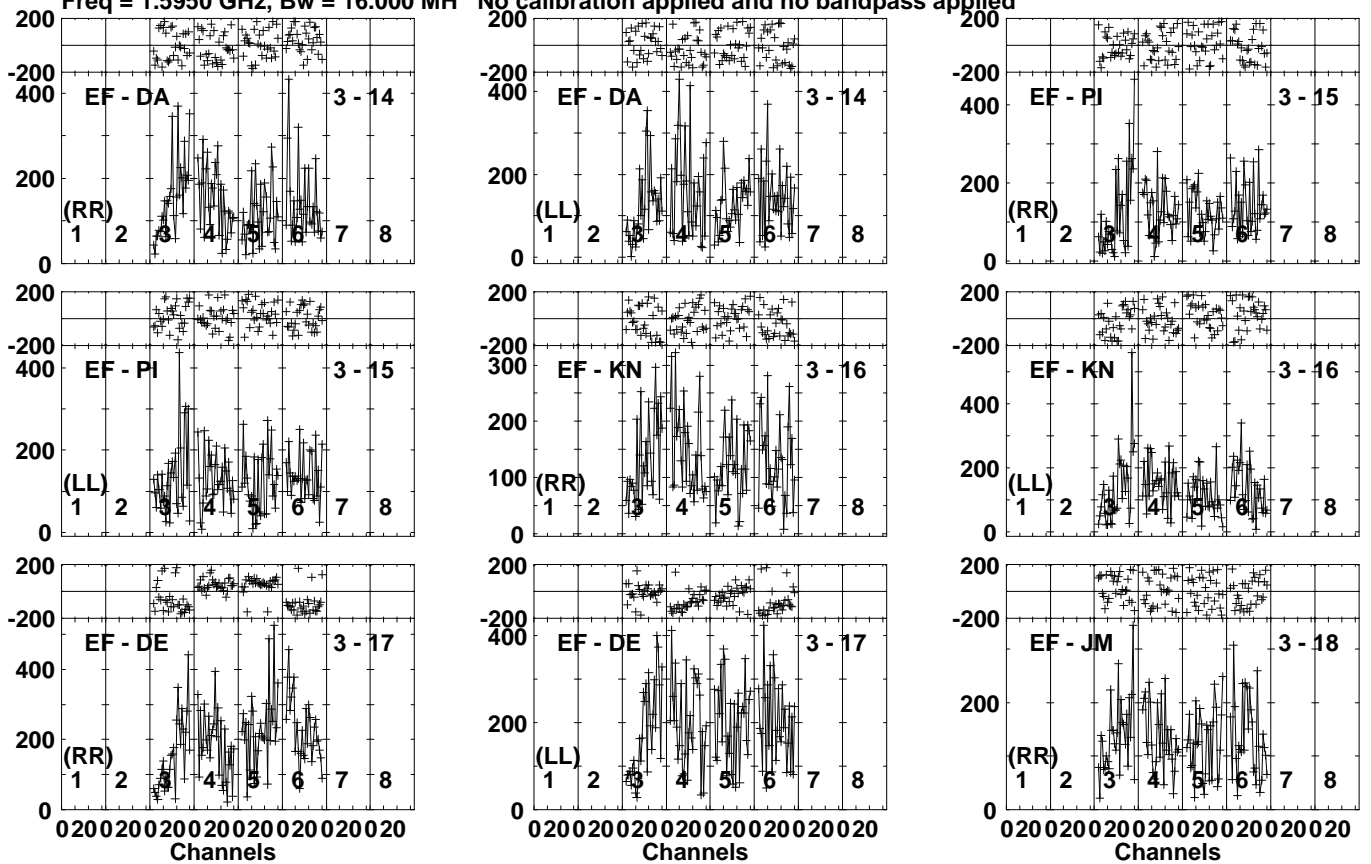 Freq = 1.5950 GHz, Bw = 16.000 MH No calibration applied and no bandpass applied
200 200 200
-200 -200 -200
400 EF - DA 3 - 14 400 EF - DA 3 - 14 400 EF - PI 3 - 15
200 200 200
(RR) (LL) (RR)
1 2 3 4 5 6 7 8 1 2 3 4 5 6 7 8 1 2 3 4 5 6 7 8
0 0 0
200 200 200
-200 -200 -200
400 EF - PI 3 - 15 300 EF - KN 3 - 16 EF - KN 3 - 16
400
200 200 200
(LL) 100 (RR) (LL)
1 2 3 4 5 6 7 8 1 2 3 4 5 6 7 8 1 2 3 4 5 6 7 8
0 0 0
200 200 200
-200 -200 -200
EF - DE 3 - 17 400 EF - DE 3 - 17 EF - JM 3 - 18
400 200 200
200
(RR) (LL) (RR)
1 2 3 4 5 6 7 8 1 2 3 4 5 6 7 8 1 2 3 4 5 6 7 8
0 0 0
0 20 0 20 0 20 0 20 0 20 0 20 0 20 0 20 0 20 0 20 0 20 0 20 0 20 0 20 0 20 0 20 0 20 0 20 0 20 0 20 0 20 0 20 0 20 0 20
Channels Channels Channels